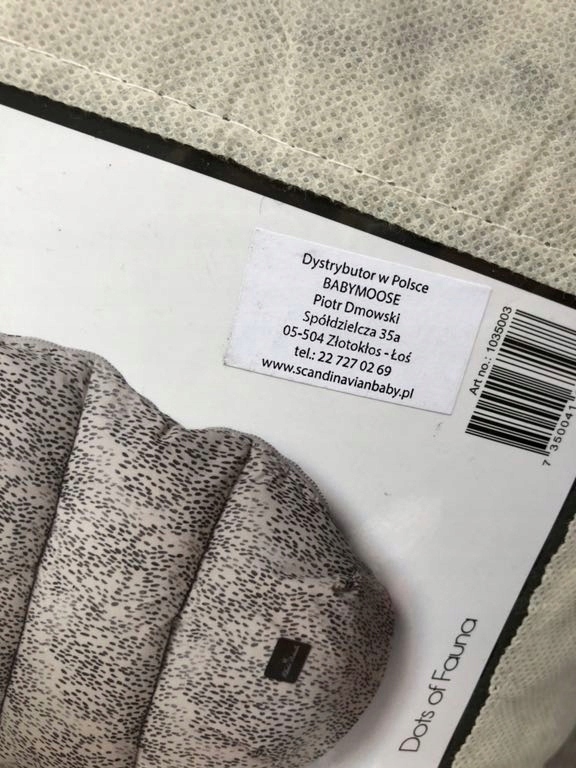 Dystrybutor w Polsce
BABYMOOSE
Piotr Dmowski
Spółdzielcza 35a
05-504 Złotokłos - Łoś
tel.: 22 727 02 69
www.scandinavianbaby.pl
Art no.: 1035003
Dots of Fauna